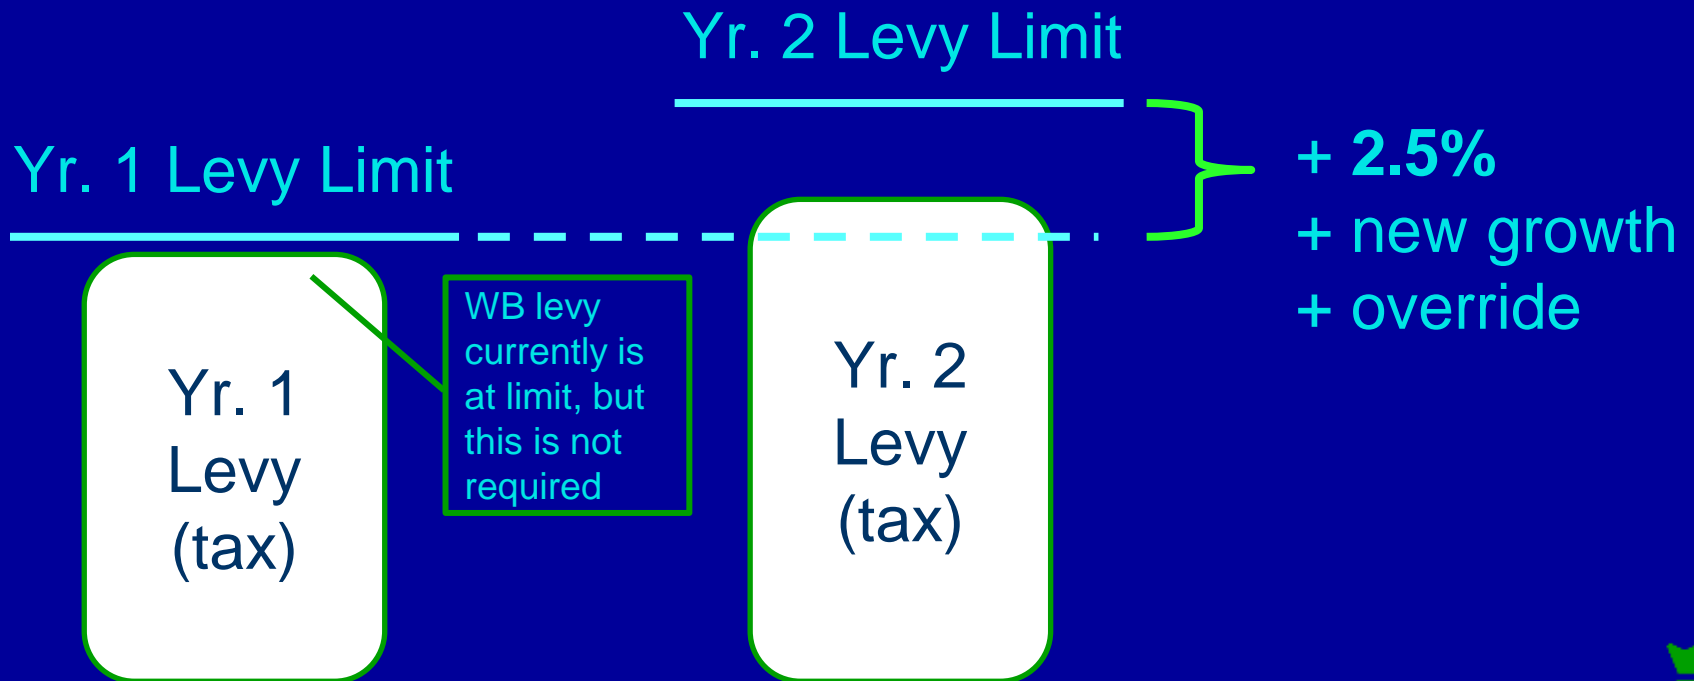 Yr. 2 Levy Limit
Yr. 1 Levy Limit
+ 2.5%
+ new growth
+ override
WB levy
currently is
at limit, but
this is not
required
Yr. 1
Levy
(tax)
Yr. 2
Levy
(tax)